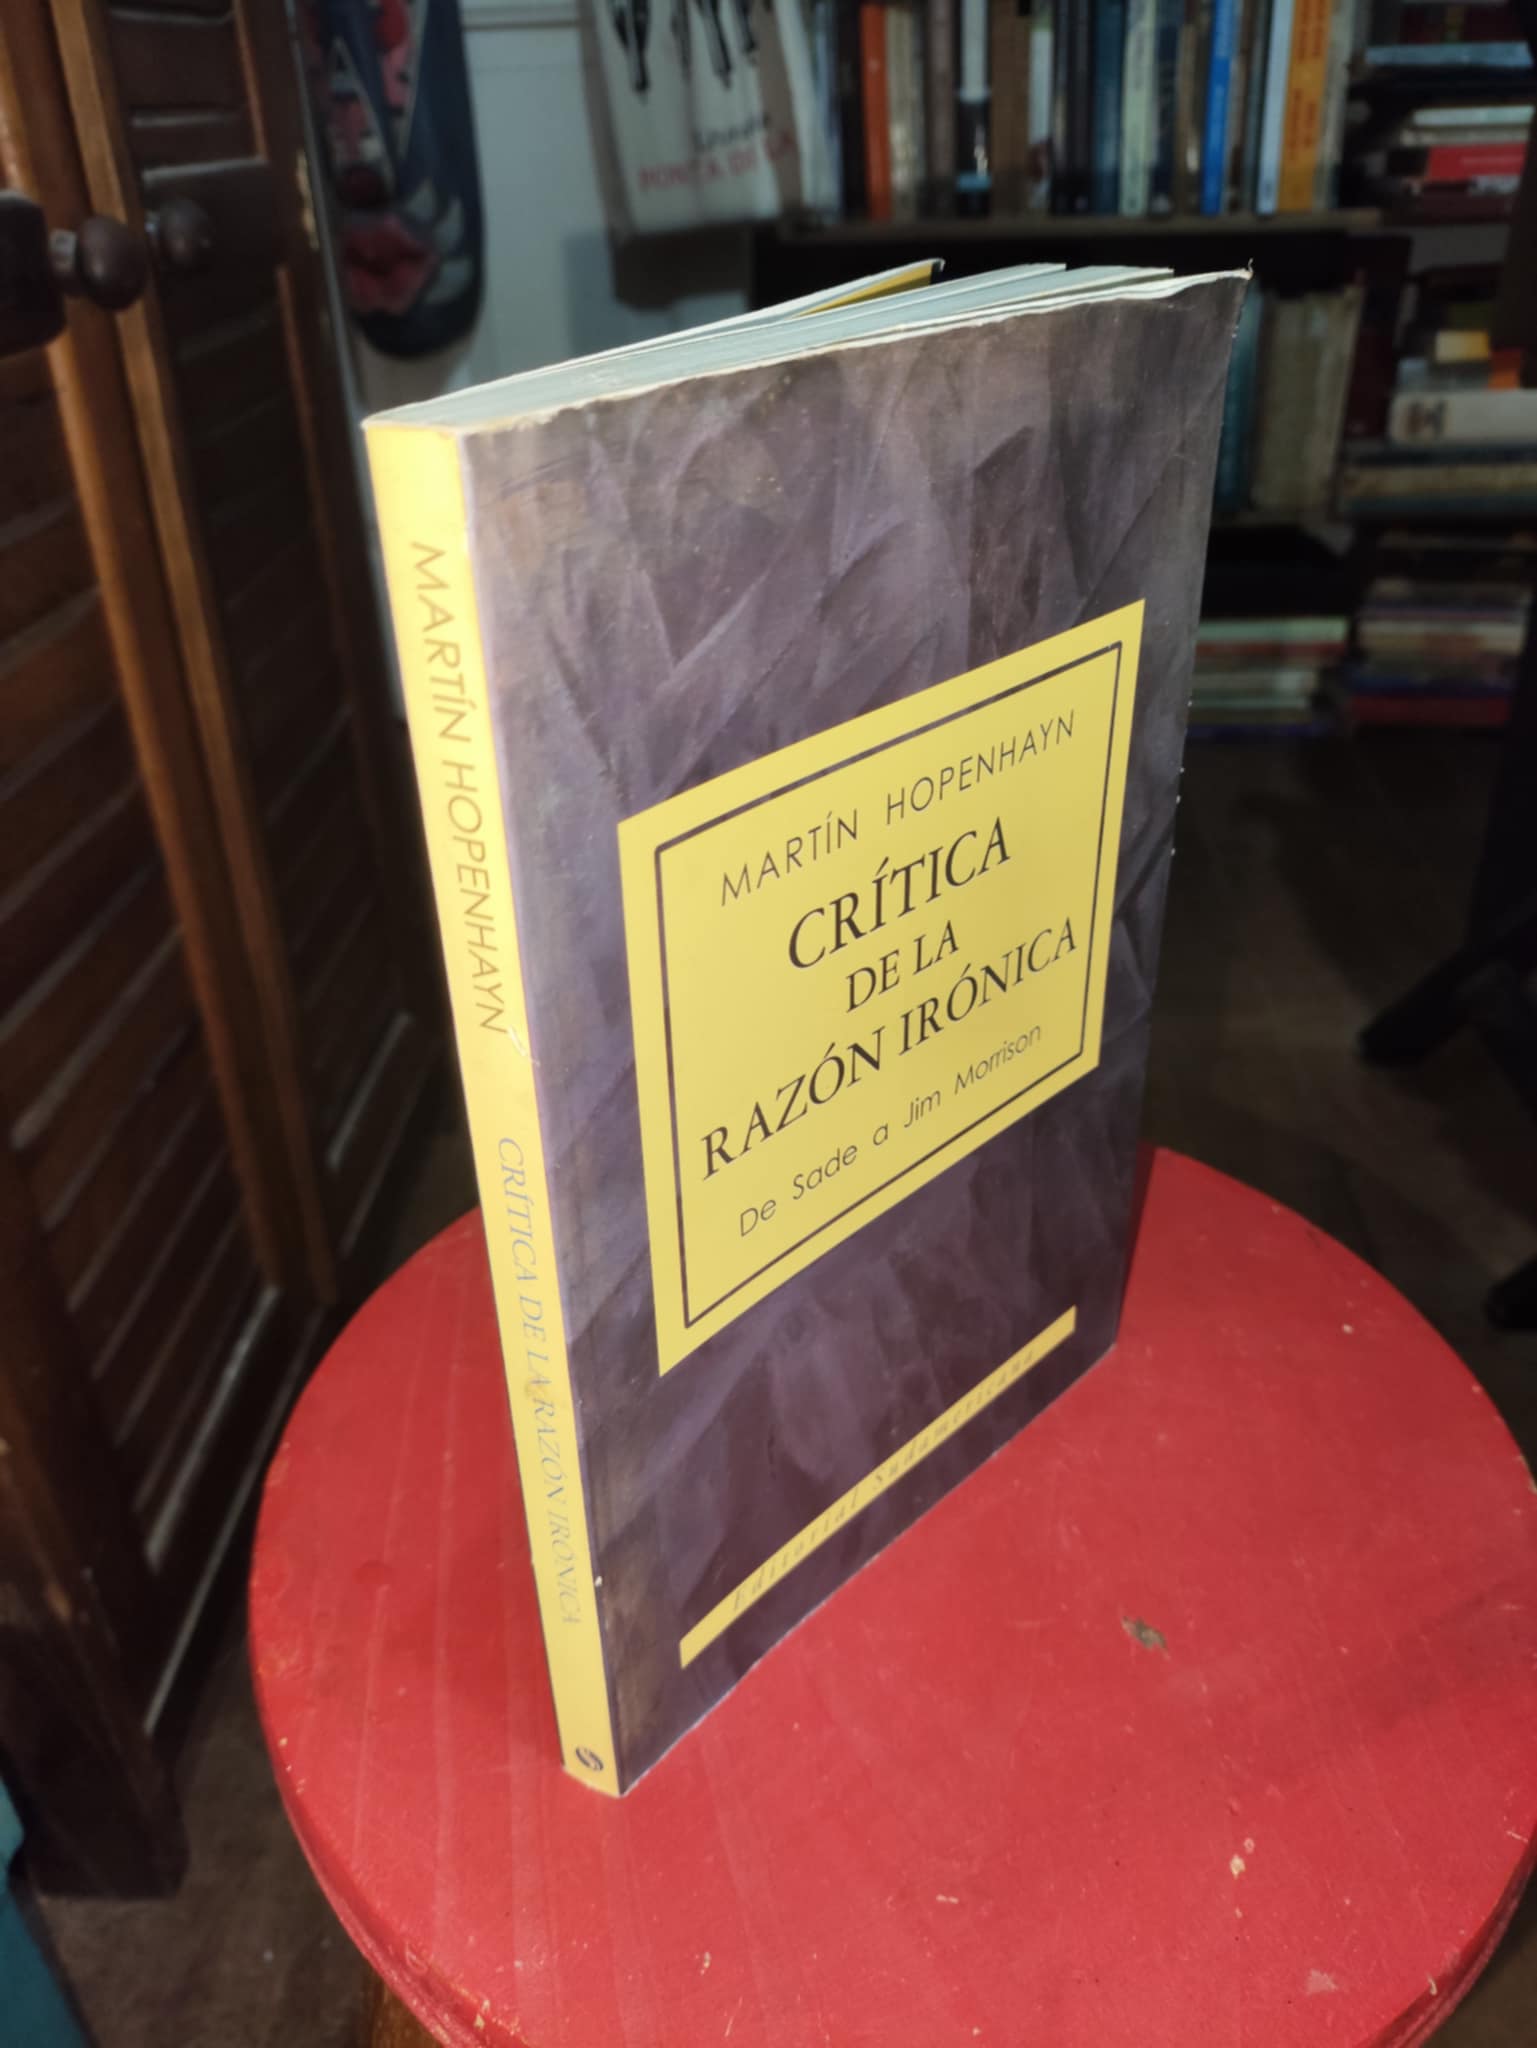 MARTÍN HOPENHAYN
CRÍTICA
DE LA
RAZÓN IRÓNICA
De Sade a Jim Morrison
Editorial Sudamericana
MARTÍN HOPENHAYN CRÍTICA DE LA RAZÓN IRÓNICA